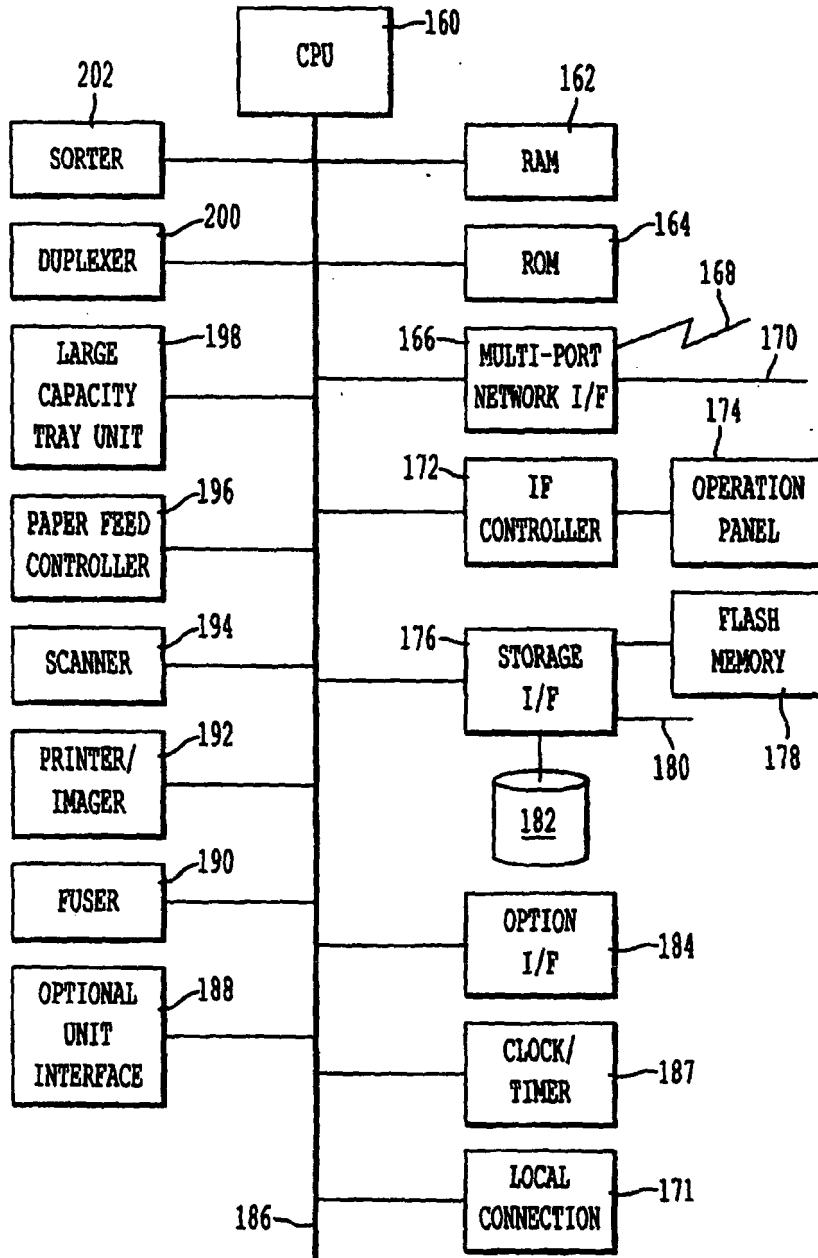 160
CPU
202
SORTER
162
RAM
200
DUPLEXER
164
ROM
198
LARGE
CAPACITY
TRAY UNIT
166
MULTI-PORT
NETWORK I/F
168
170
174
172
IF
CONTROLLER
OPERATION
PANEL
196
PAPER FEED
CONTROLLER
194
SCANNER
176
STORAGE
I/F
FLASH
MEMORY
178
180
182
192
PRINTER/
IMAGER
190
FUSER
OPTION
I/F
184
188
OPTIONAL
UNIT
INTERFACE
CLOCK/
TIMER
187
LOCAL
CONNECTION
171
186